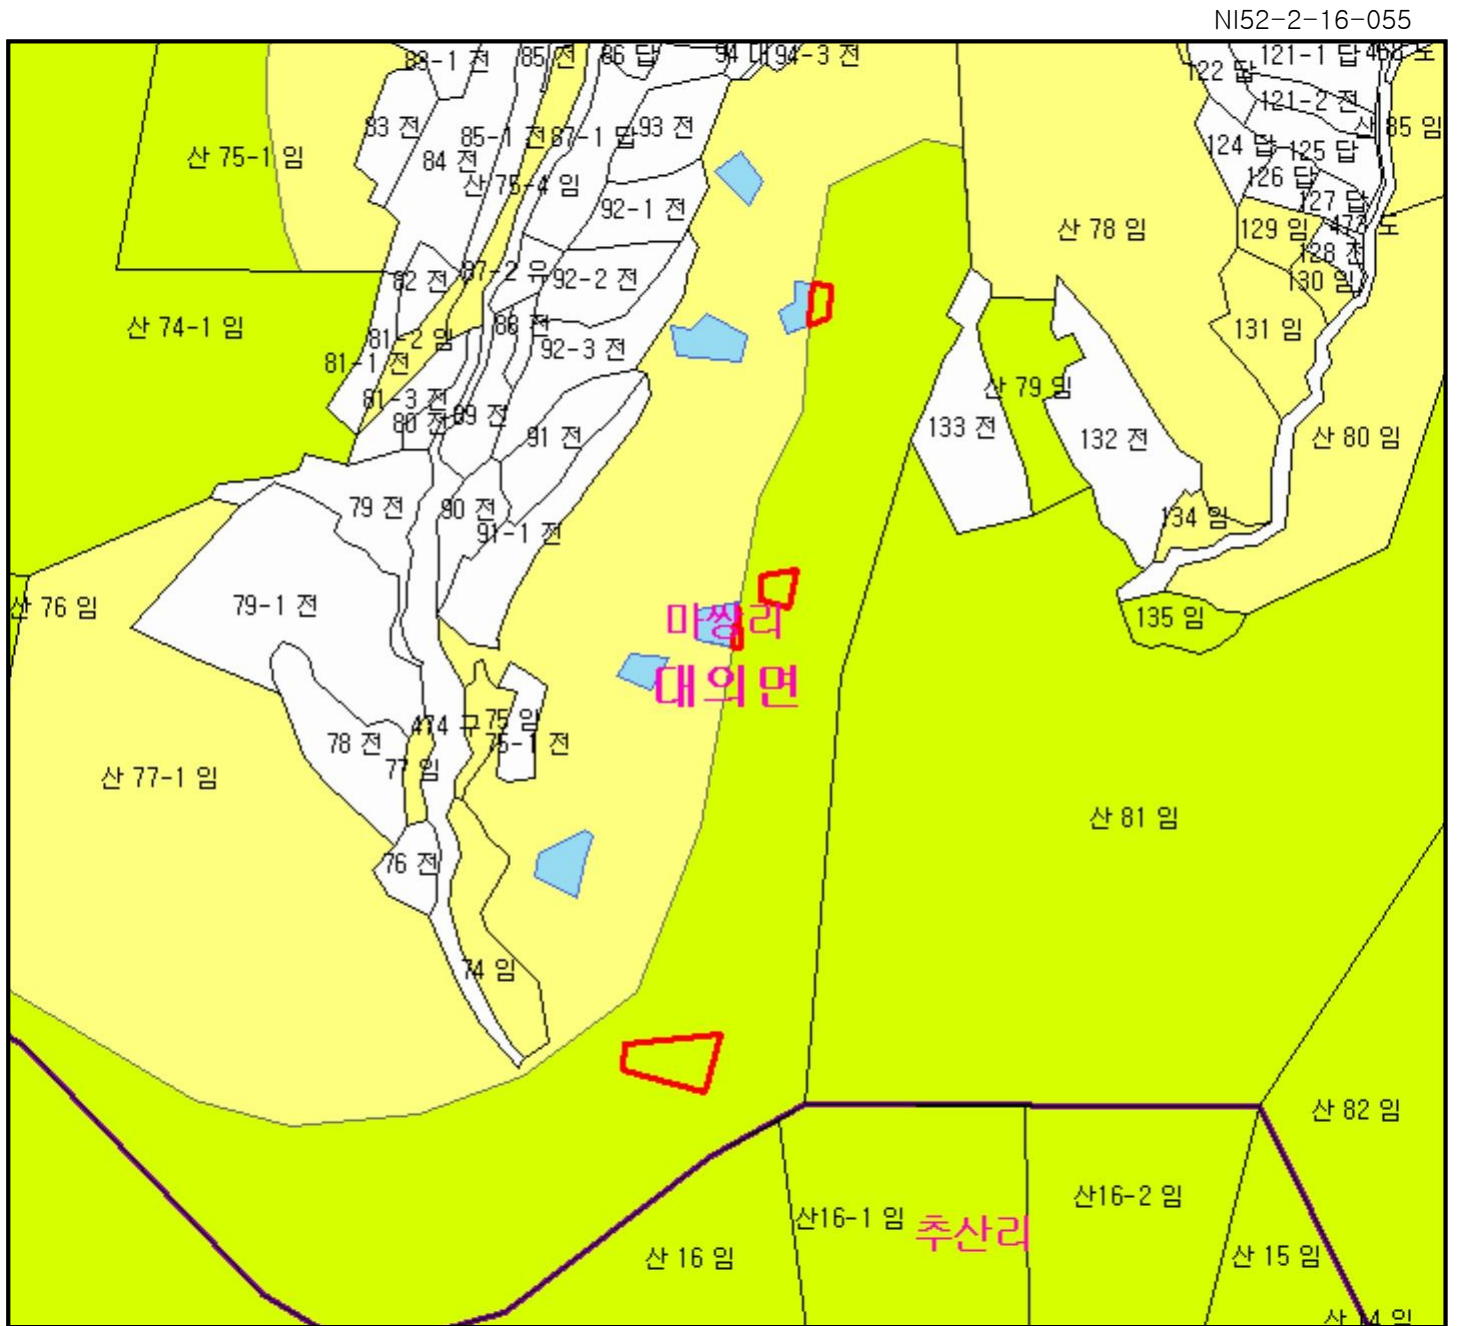 NI52-2-16-055
83-1 전
85 전
86 답
94-3 전
121-1 답
122 답
121-2 전
83 전
85-1 전
87-1 답
93 전
산 85 임
산 75-1 임
84 전
124 답
125 답
산 75-4 임
126 답
127 답
92-1 전
산 78 임
129 임
128 전
82 전
87-2 유
92-2 전
130 임
산 74-1 임
88 전
131 임
81-2 임
92-3 전
81-1 전
산 79 임
81-3 전
80 전
89 전
91 전
133 전
132 전
산 80 임
79 전
90 전
134 임
91-1 전
산 76 임
79-1 전
마쌍리
135 임
대의면
474 구
75 임
78 전
75-1 전
77 임
산 77-1 임
산 81 임
76 전
74 임
산 82 임
산16-1 임
산16-2 임
추산리
산 16 임
산 15 임